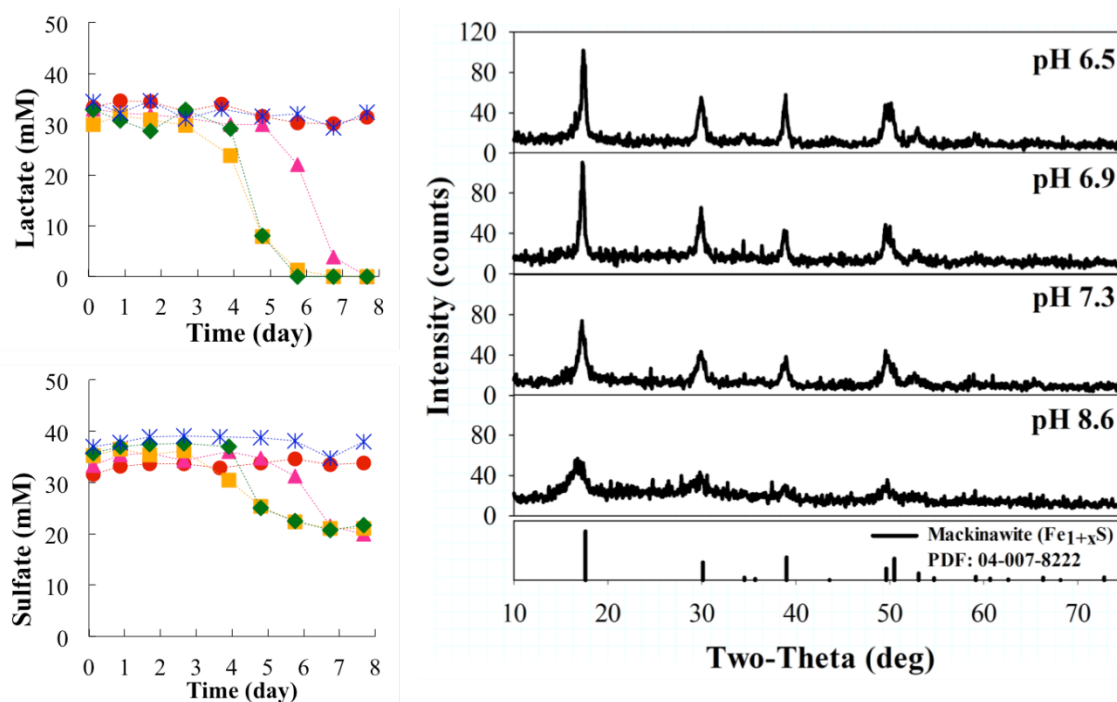 50
40
30
20
10
0
Lactate (mM)
0 1 2 3 4 5 6 7 8
Time (day)
50
40
30
20
10
0
Sulfate (mM)
0 1 2 3 4 5 6 7 8
Time (day)
Intensity (counts)
120
80
40
0
pH 6.5
80
40
0
pH 6.9
80
40
0
pH 7.3
80
40
0
pH 8.6
Mackinawite (Fe1+xS)
PDF: 04-007-8222
10 20 30 40 50 60 70
Two-Theta (deg)